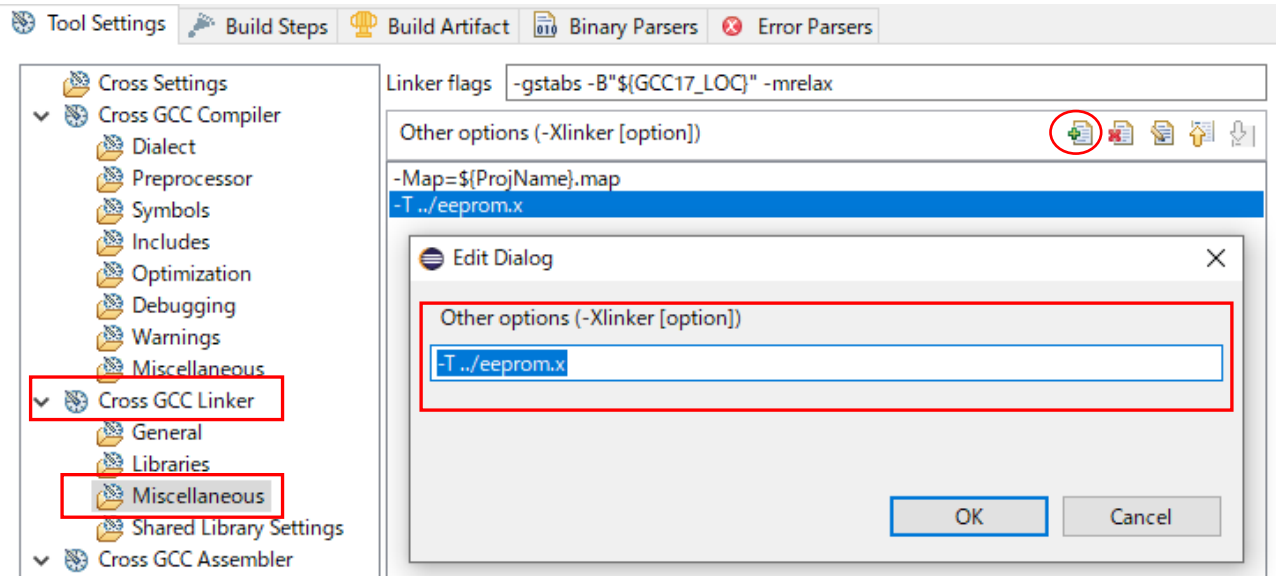 Tool Settings
Build Steps
Build Artifact
Binary Parsers
Error Parsers
Cross Settings
Cross GCC Compiler
Dialect
Preprocessor
Symbols
Includes
Optimization
Debugging
Warnings
Miscellaneous
Cross GCC Linker
General
Libraries
Miscellaneous
Shared Library Settings
Cross GCC Assembler
Linker flags
-gstabs -B"${GCC17_LOC}" -mrelax
Other options (-Xlinker [option])
-Map=${ProjName}.map
-T ../eeprom.x
Edit Dialog
Other options (-Xlinker [option])
-T ../eeprom.x
OK
Cancel